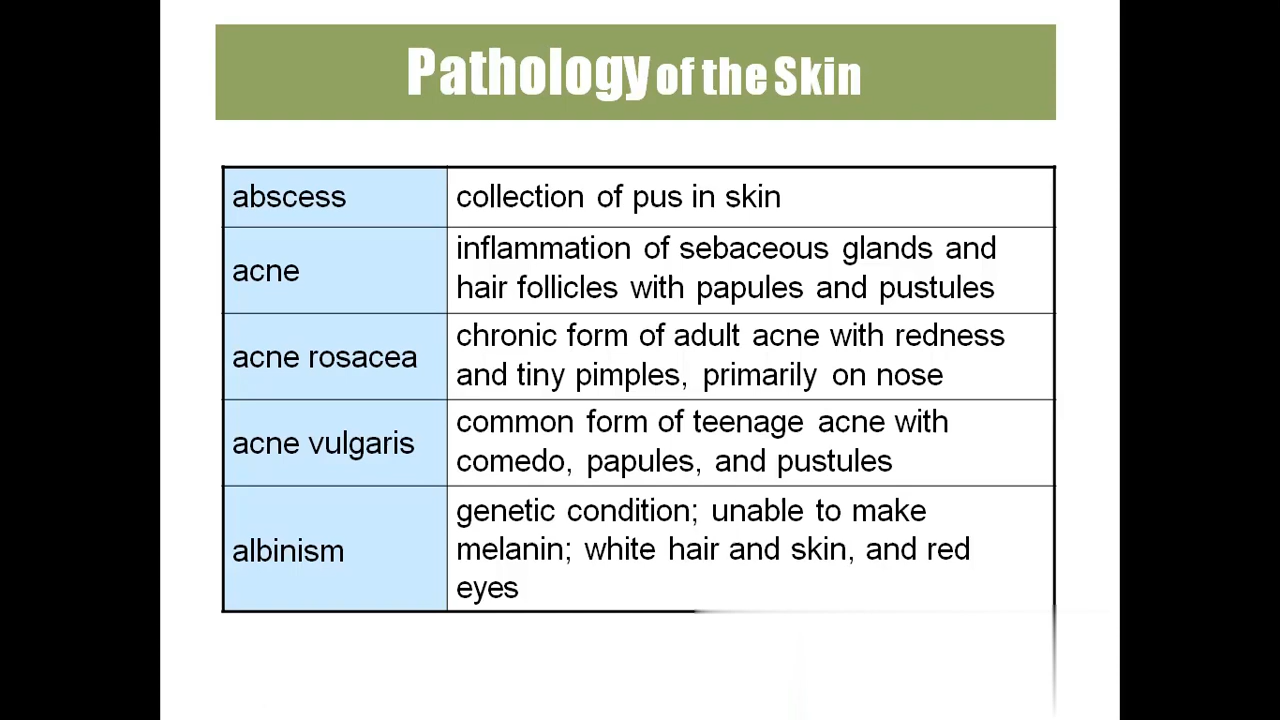 Pathology of the Skin
abscess
collection of pus in skin
acne
inflammation of sebaceous glands and
hair follicles with papules and pustules
acne rosacea
chronic form of adult acne with redness
and tiny pimples, primarily on nose
acne vulgaris
common form of teenage acne with
comedo, papules, and pustules
albinism
genetic condition; unable to make
melanin; white hair and skin, and red
eyes